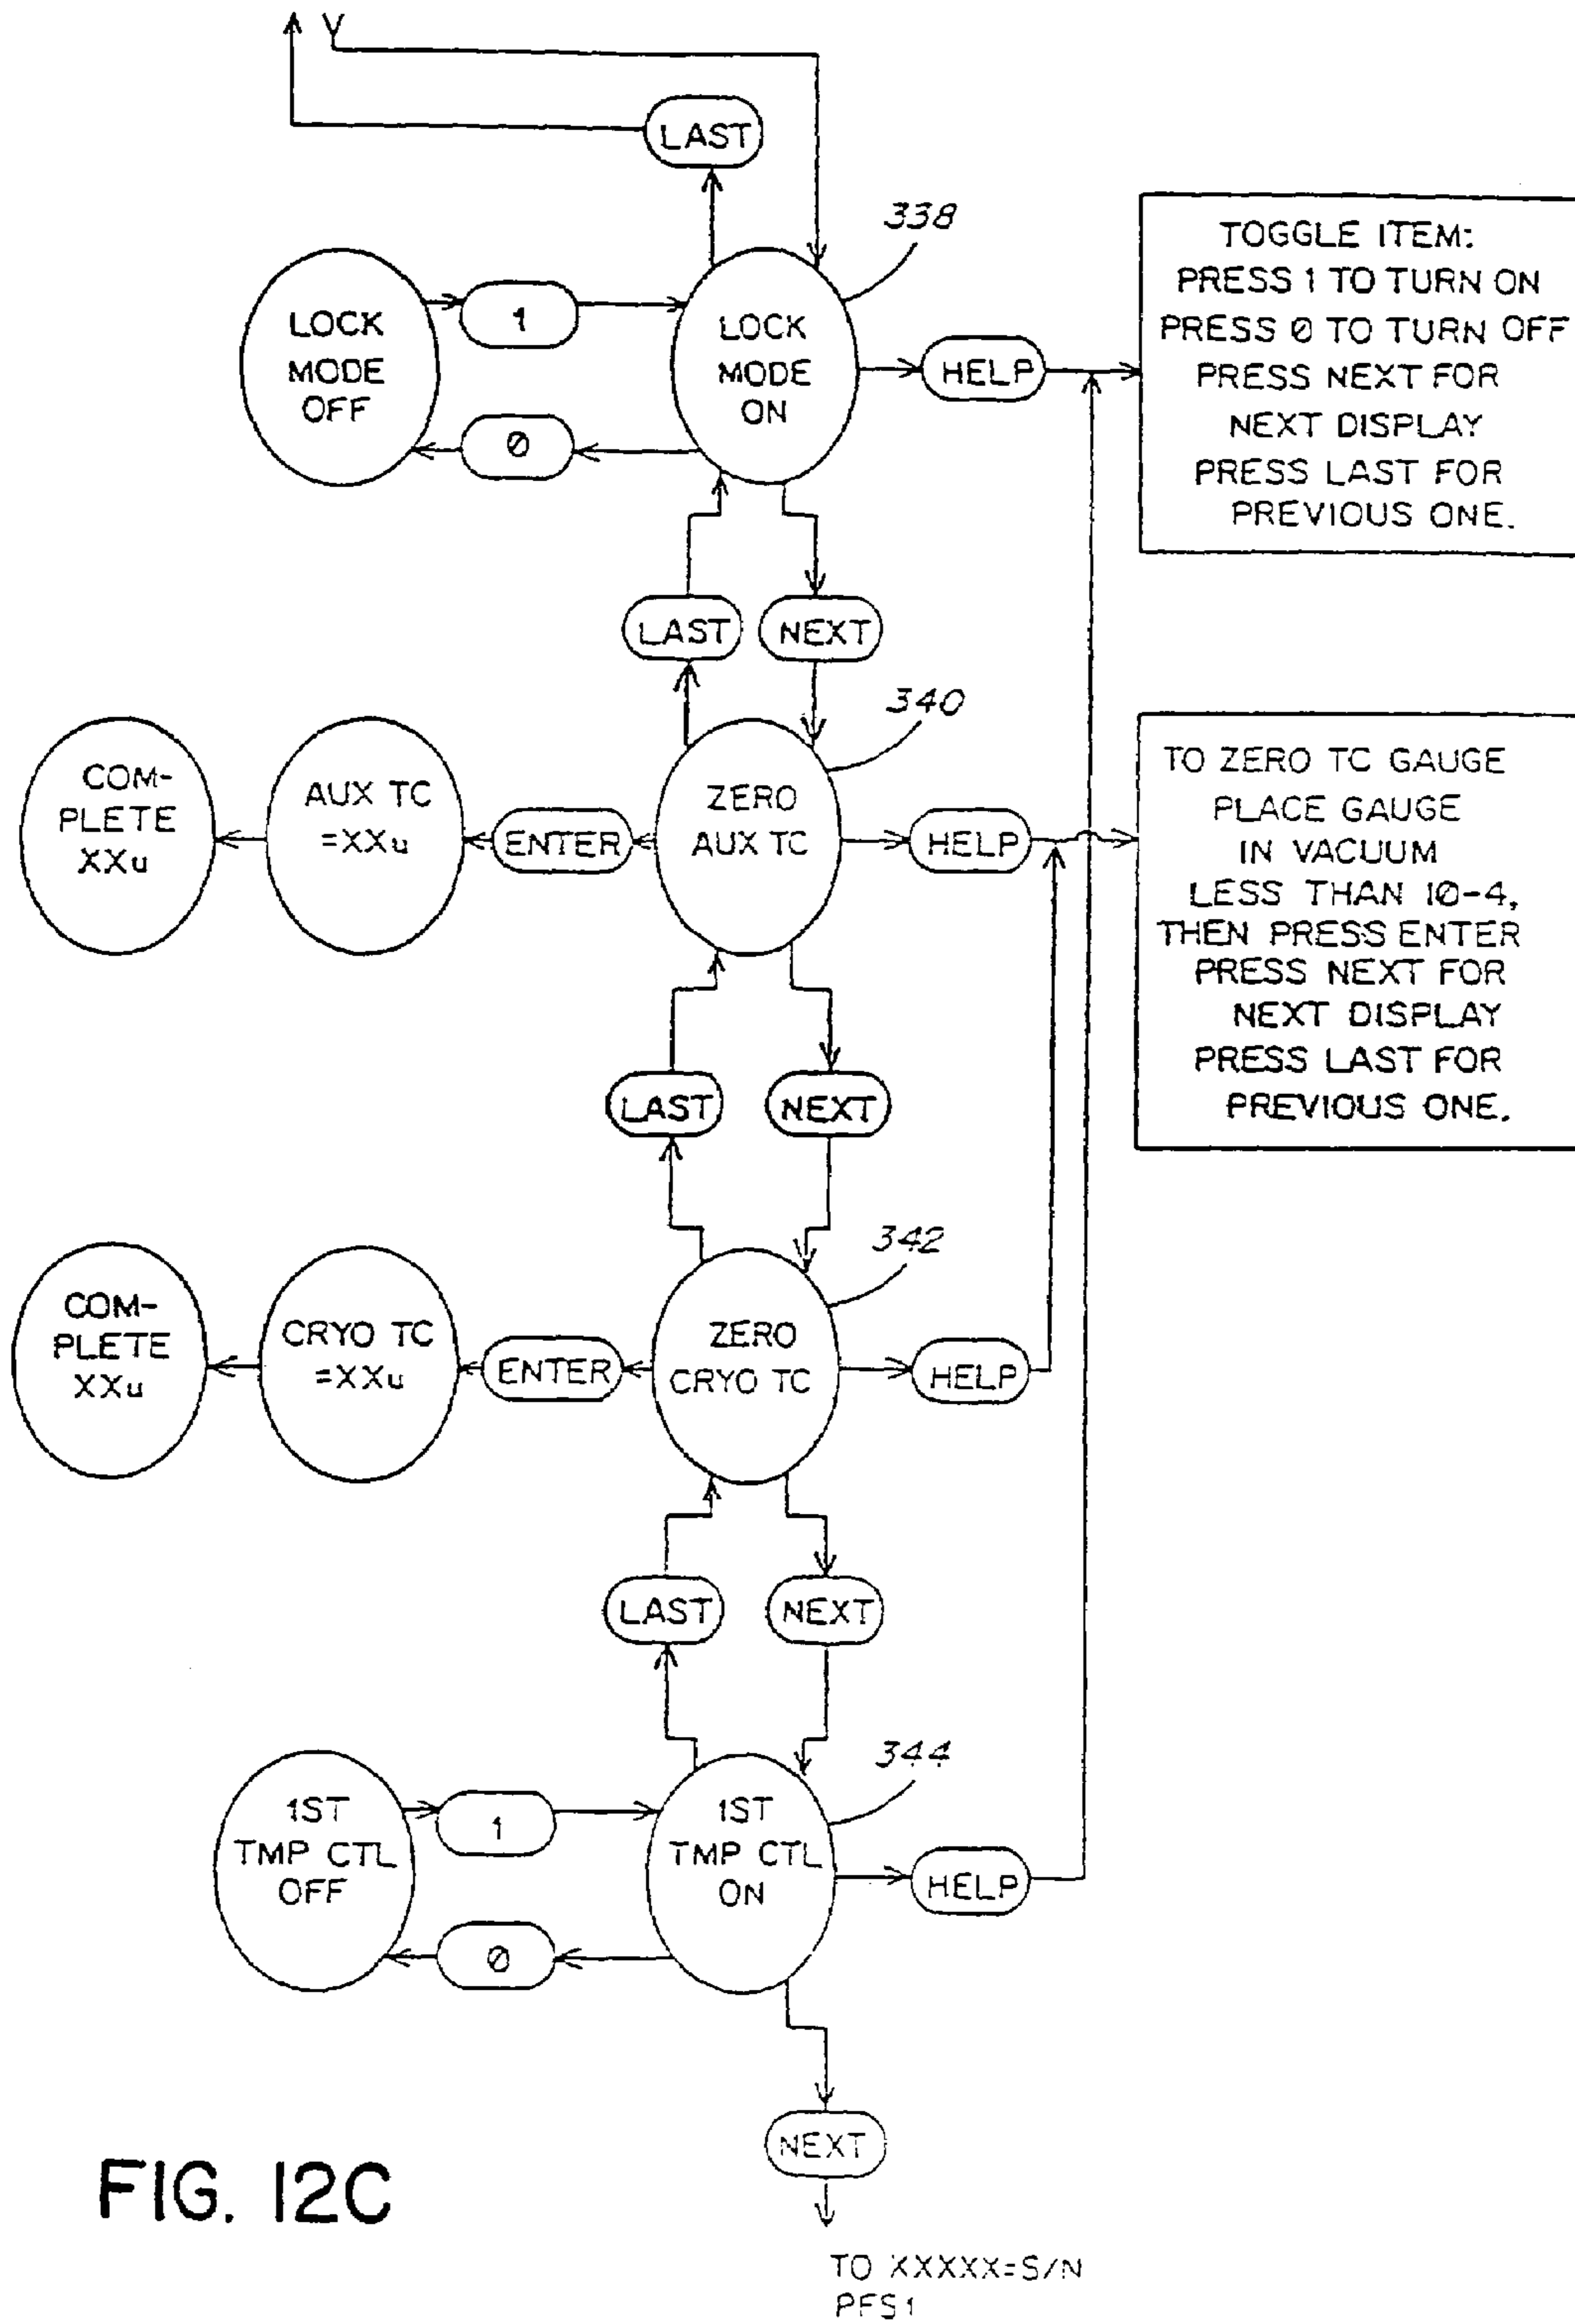 V
LAST
338
LOCK
MODE
OFF
1
0
LOCK
MODE
ON
HELP
TOGGLE ITEM:
PRESS 1 TO TURN ON
PRESS 0 TO TURN OFF
PRESS NEXT FOR
NEXT DISPLAY
PRESS LAST FOR
PREVIOUS ONE.
LAST
NEXT
340
COM-
PLETE
XXu
AUX TC
=XXu
ENTER
ZERO
AUX TC
HELP
TO ZERO TC GAUGE
PLACE GAUGE
IN VACUUM
LESS THAN 10-4,
THEN PRESS ENTER
PRESS NEXT FOR
NEXT DISPLAY
PRESS LAST FOR
PREVIOUS ONE.
LAST
NEXT
342
COM-
PLETE
XXu
CRYO TC
=XXu
ENTER
ZERO
CRYO TC
HELP
LAST
NEXT
344
1ST
TMP CTL
OFF
1
0
1ST
TMP CTL
ON
HELP
NEXT
FIG. 12C
TO XXXXX=S/N
PFS1